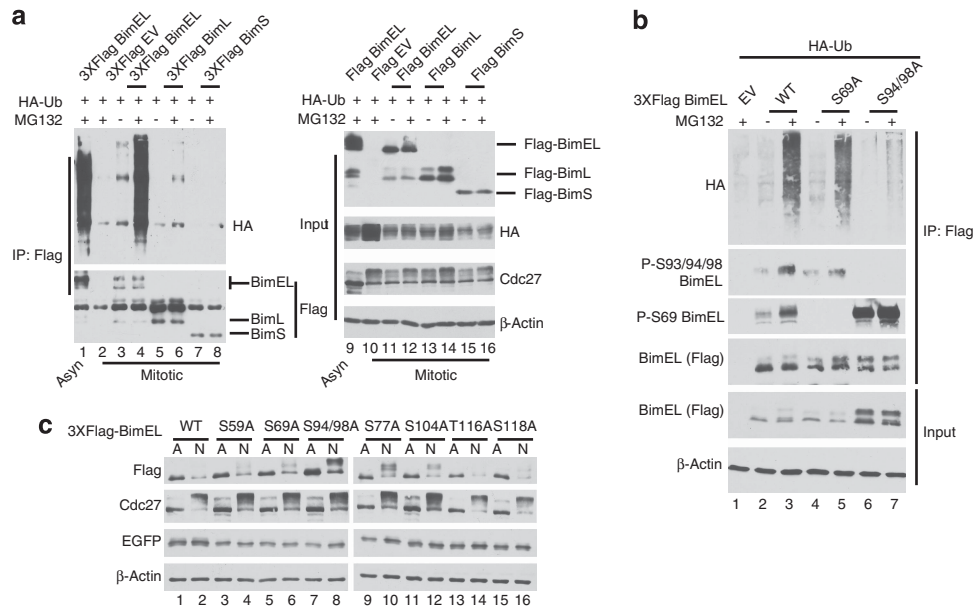 a
3XFlag BimEL
3XFlag EV
3XFlag BimEL
3XFlag BimL
3XFlag BimS
HA-Ub + + + + + + + +
MG132 + + - + - + - +
IP: Flag
HA
BimEL
Flag
BimL
BimS
1 2 3 4 5 6 7 8
Asyn
Mitotic
Flag BimEL
Flag EV
Flag BimEL
Flag BimL
Flag BimS
HA-Ub + + + + + + + +
MG132 + + - + - + - +
Flag-BimEL
Flag-BimL
Flag-BimS
Input
HA
Cdc27
β-Actin
9 10 11 12 13 14 15 16
Asyn
Mitotic
b
HA-Ub
3XFlag BimEL EV WT S69A S94/98A
MG132 + - + - + - +
HA
IP: Flag
P-S93/94/98
BimEL
P-S69 BimEL
BimEL (Flag)
BimEL (Flag)
Input
β-Actin
1 2 3 4 5 6 7
c
3XFlag-BimEL WT S59A S69A S94/98A S77A S104A T116A S118A
A N A N A N A N A N A N A N A N
Flag
Cdc27
EGFP
β-Actin
1 2 3 4 5 6 7 8 9 10 11 12 13 14 15 16